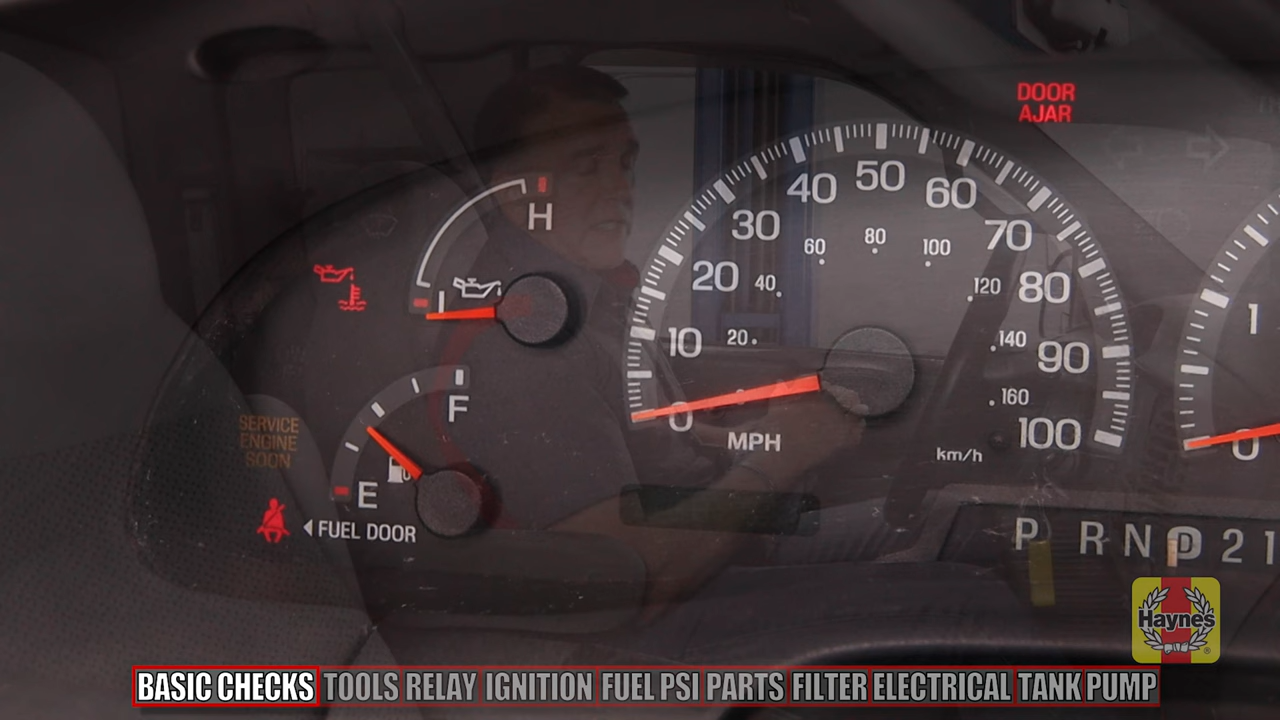 DOOR
AJAR
H
L
40 50 60
30 70
60 80 100
20 40 120 80
10 20 140 90
1
0 0 160 100
MPH km/h
0
F
E
SERVICE
ENGINE
SOON
FUEL DOOR
P R N D 2 1
Haynes
BASIC CHECKS TOOLS RELAY IGNITION FUEL PSI PARTS FILTER ELECTRICAL TANK PUMP